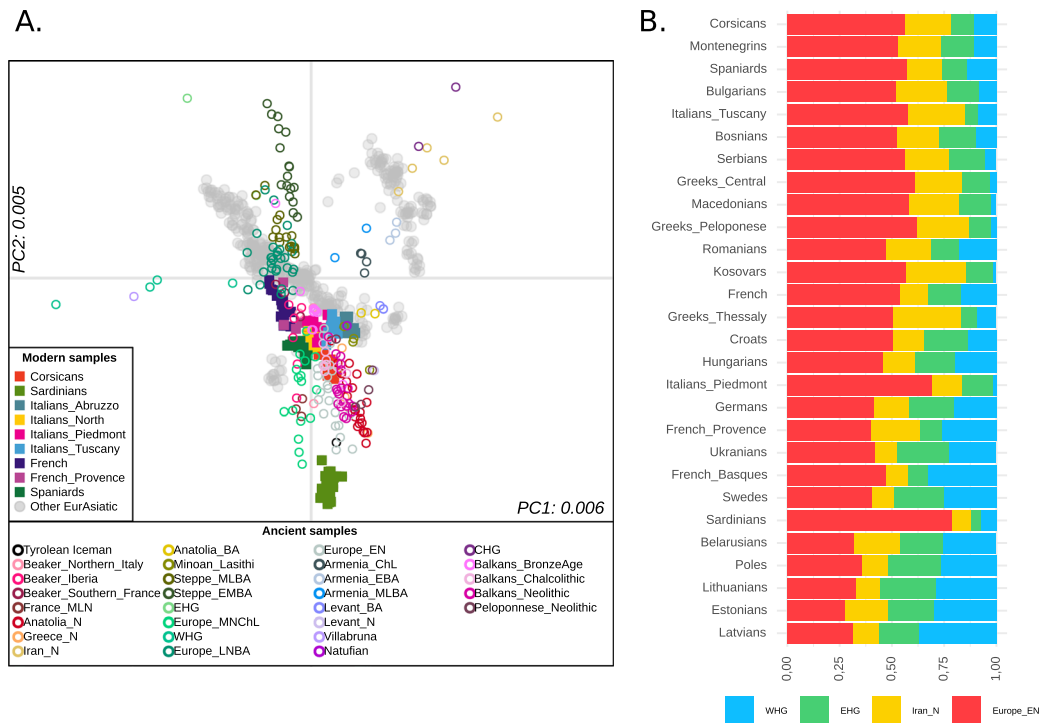 A.
PC2: 0.005
PC1: 0.006
Modern samples
Corsicans
Sardinians
Italians_Abruzzo
Italians_North
Italians_Piedmont
Italians_Tuscany
French
French_Provence
Spaniards
Other EurAsiatic
Ancient samples
Tyrolean Iceman
Beaker_Northern_Italy
Beaker_Iberia
Beaker_Southern_France
France_MLN
Anatolia_N
Greece_N
Iran_N
Anatolia_BA
Minoan_Lasithi
Steppe_MLBA
Steppe_EMBA
EHG
Europe_MNChL
WHG
Europe_LNBA
Europe_EN
Armenia_ChL
Armenia_EBA
Armenia_MLBA
Levant_BA
Levant_N
Villabruna
Natufian
CHG
Balkans_BronzeAge
Balkans_Chalcolithic
Balkans_Neolithic
Peloponnese_Neolithic
B.
Corsicans
Montenegrins
Spaniards
Bulgarians
Italians_Tuscany
Bosnians
Serbians
Greeks_Central
Macedonians
Greeks_Peloponese
Romanians
Kosovars
French
Greeks_Thessaly
Croats
Hungarians
Italians_Piedmont
Germans
French_Provence
Ukranians
French_Basques
Swedes
Sardinians
Belarusians
Poles
Lithuanians
Estonians
Latvians
0,00
0,25
0,50
0,75
1,00
WHG
EHG
Iran_N
Europe_EN